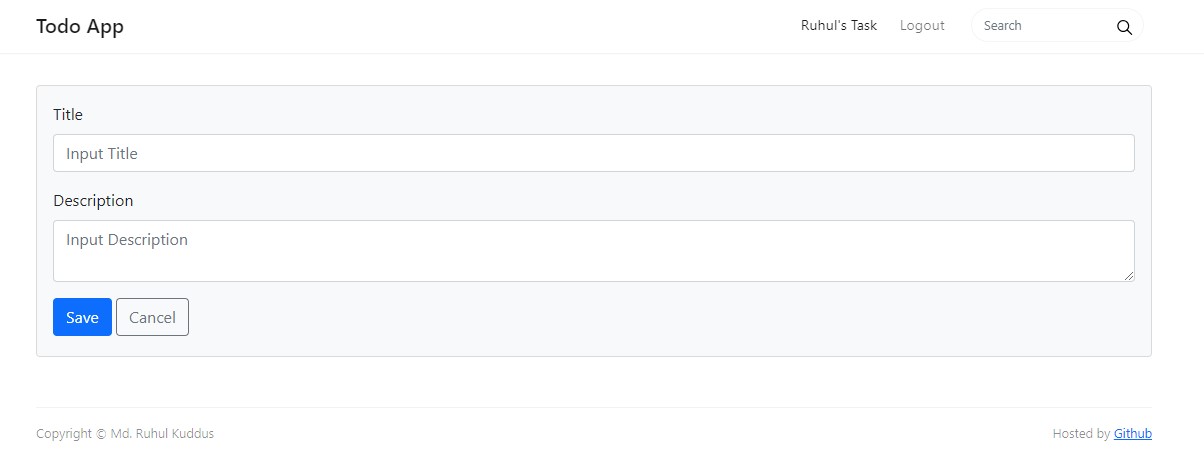 Todo App
Ruhul's Task Logout Search
Title
Input Title
Description
Input Description
Save Cancel
Copyright © Md. Ruhul Kuddus
Hosted by Github